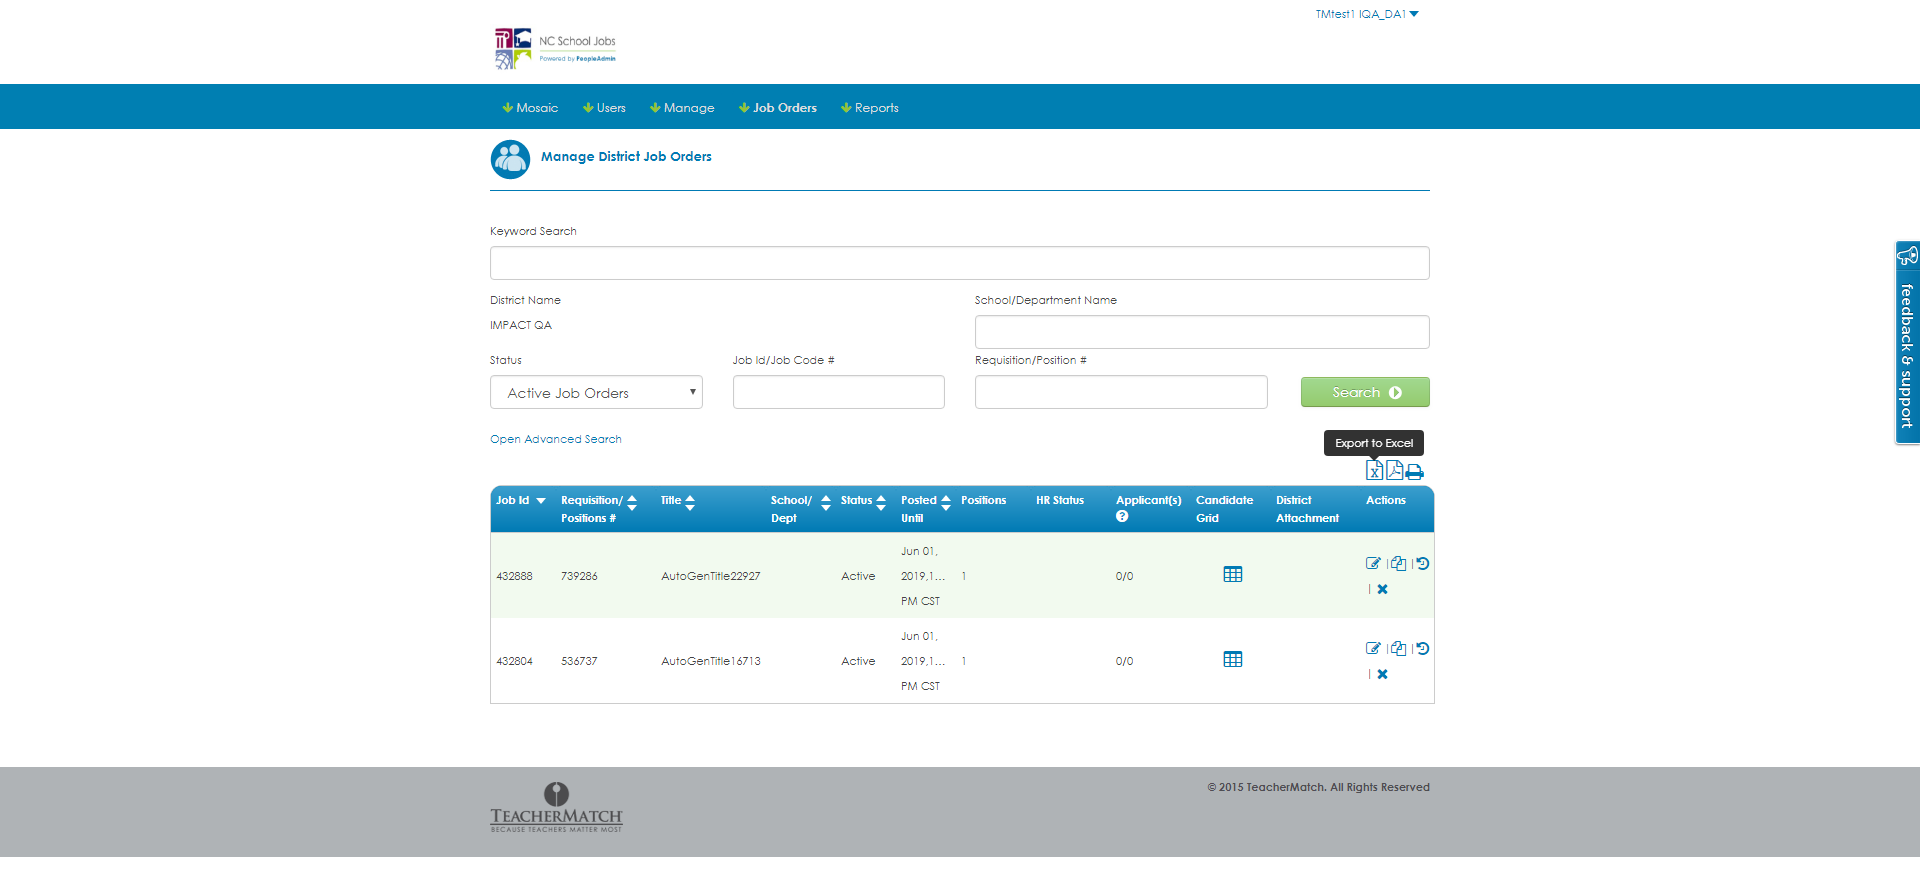 TMtest1 IQA_DA1
NC School Jobs
Powered by PeopleAdmin
Mosaic Users Manage Job Orders Reports
Manage District Job Orders
Keyword Search
District Name School/Department Name
IMPACT QA
Status Job Id/Job Code # Requisition/Position #
Active Job Orders Search
Open Advanced Search
Export to Excel
Job Id Requisition/ Title School/ Status Posted Positions HR Status Applicant(s) Candidate District Actions
Positions # Dept Until ? Grid Attachment
Jun 01,
432888 739286 AutoGenTitle22927 Active 2019,1... 1 0/0
PM CST
Jun 01,
432804 536737 AutoGenTitle16713 Active 2019,1... 1 0/0
PM CST
feedback & support
© 2015 TeacherMatch. All Rights Reserved
TEACHERMATCH
BECAUSE TEACHERS MATTER MOST